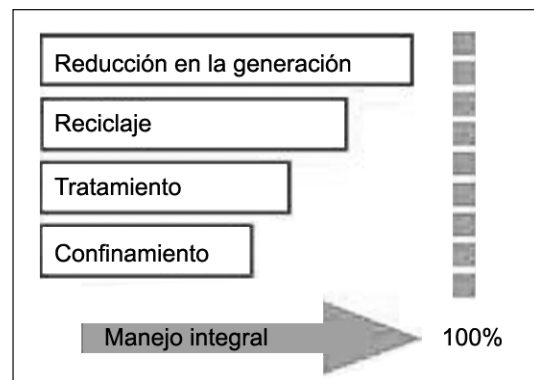 Reducción en la generación
Reciclaje
Tratamiento
Confinamiento
Manejo integral 100%